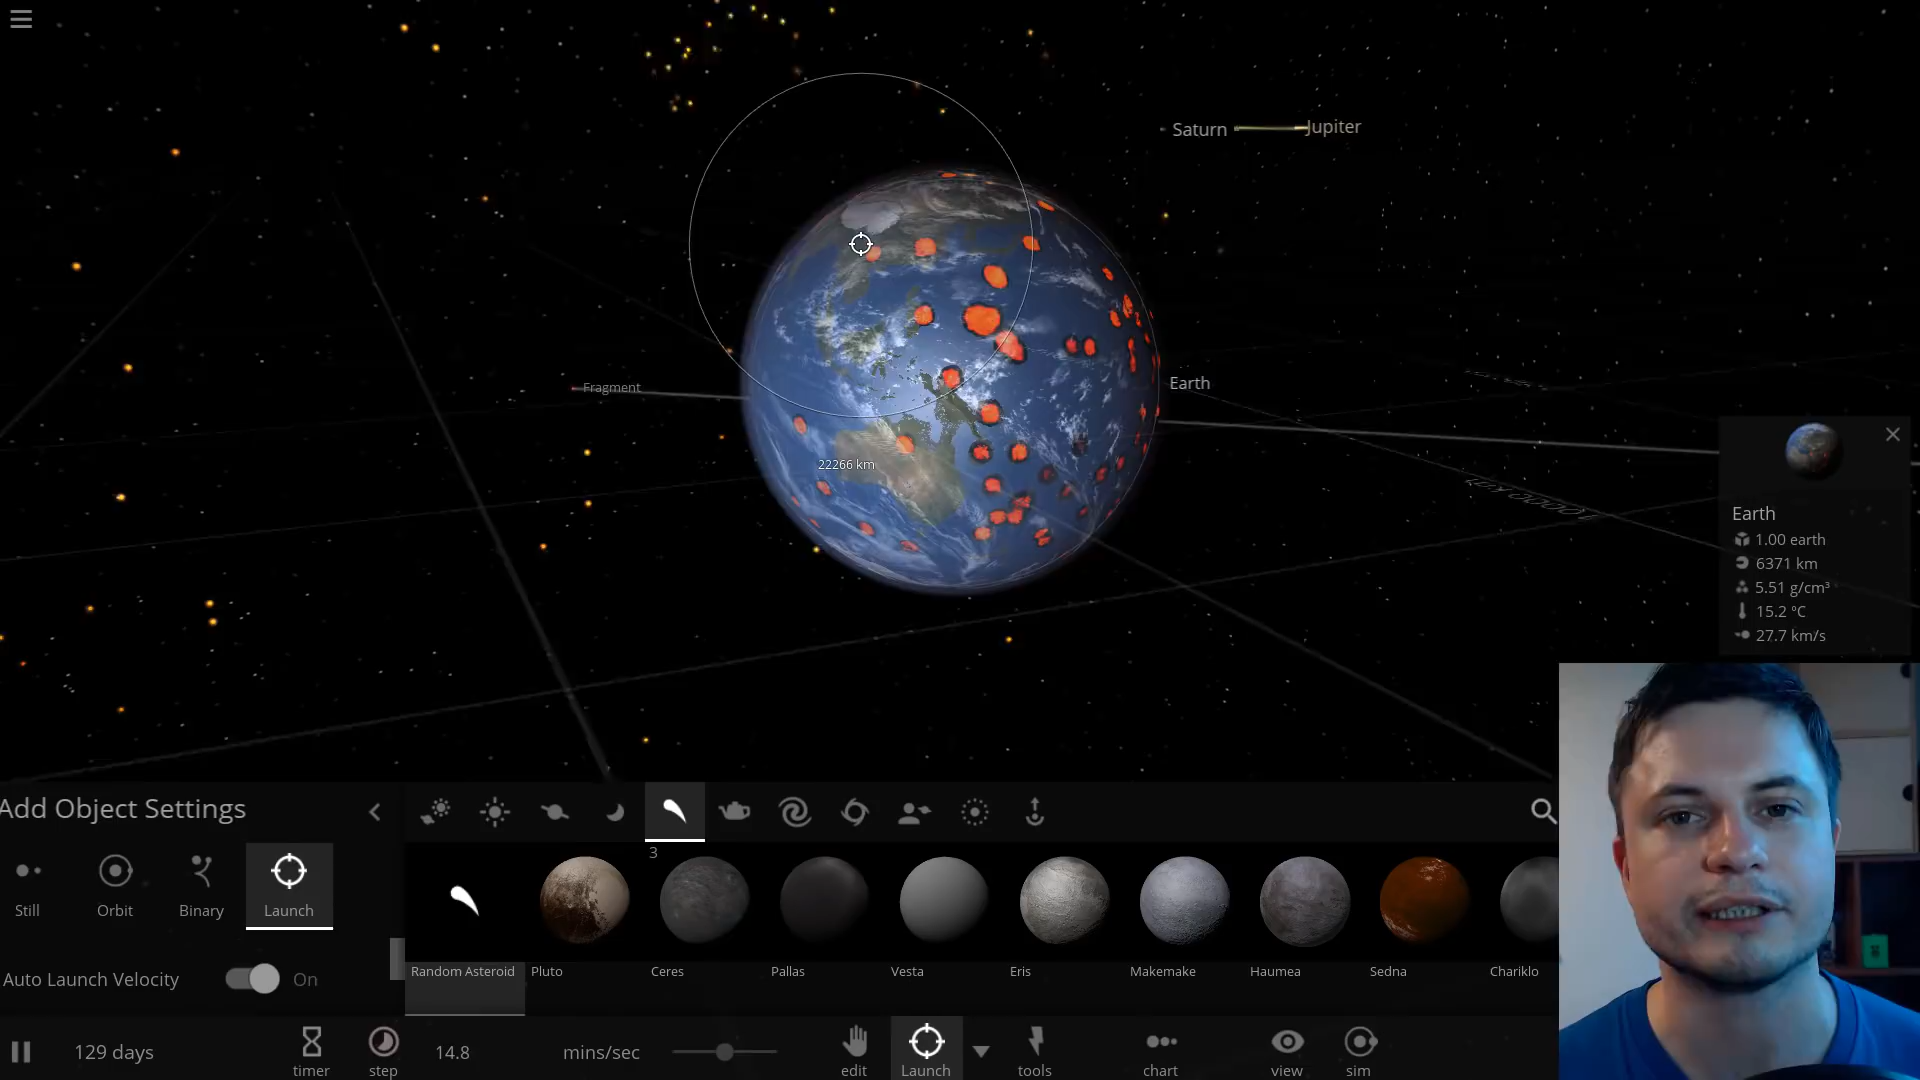 Saturn
Jupiter
Fragment
Earth
22266 km
Earth
1.00 earth
6371 km
5.51 g/cm³
15.2 °C
27.7 km/s
Add Object Settings
Still
Orbit
Binary
Launch
Auto Launch Velocity
On
3
Random Asteroid
Pluto
Ceres
Pallas
Vesta
Eris
Makemake
Haumea
Sedna
Chariklo
129 days
timer
step
14.8
mins/sec
edit
Launch
tools
chart
view
sim